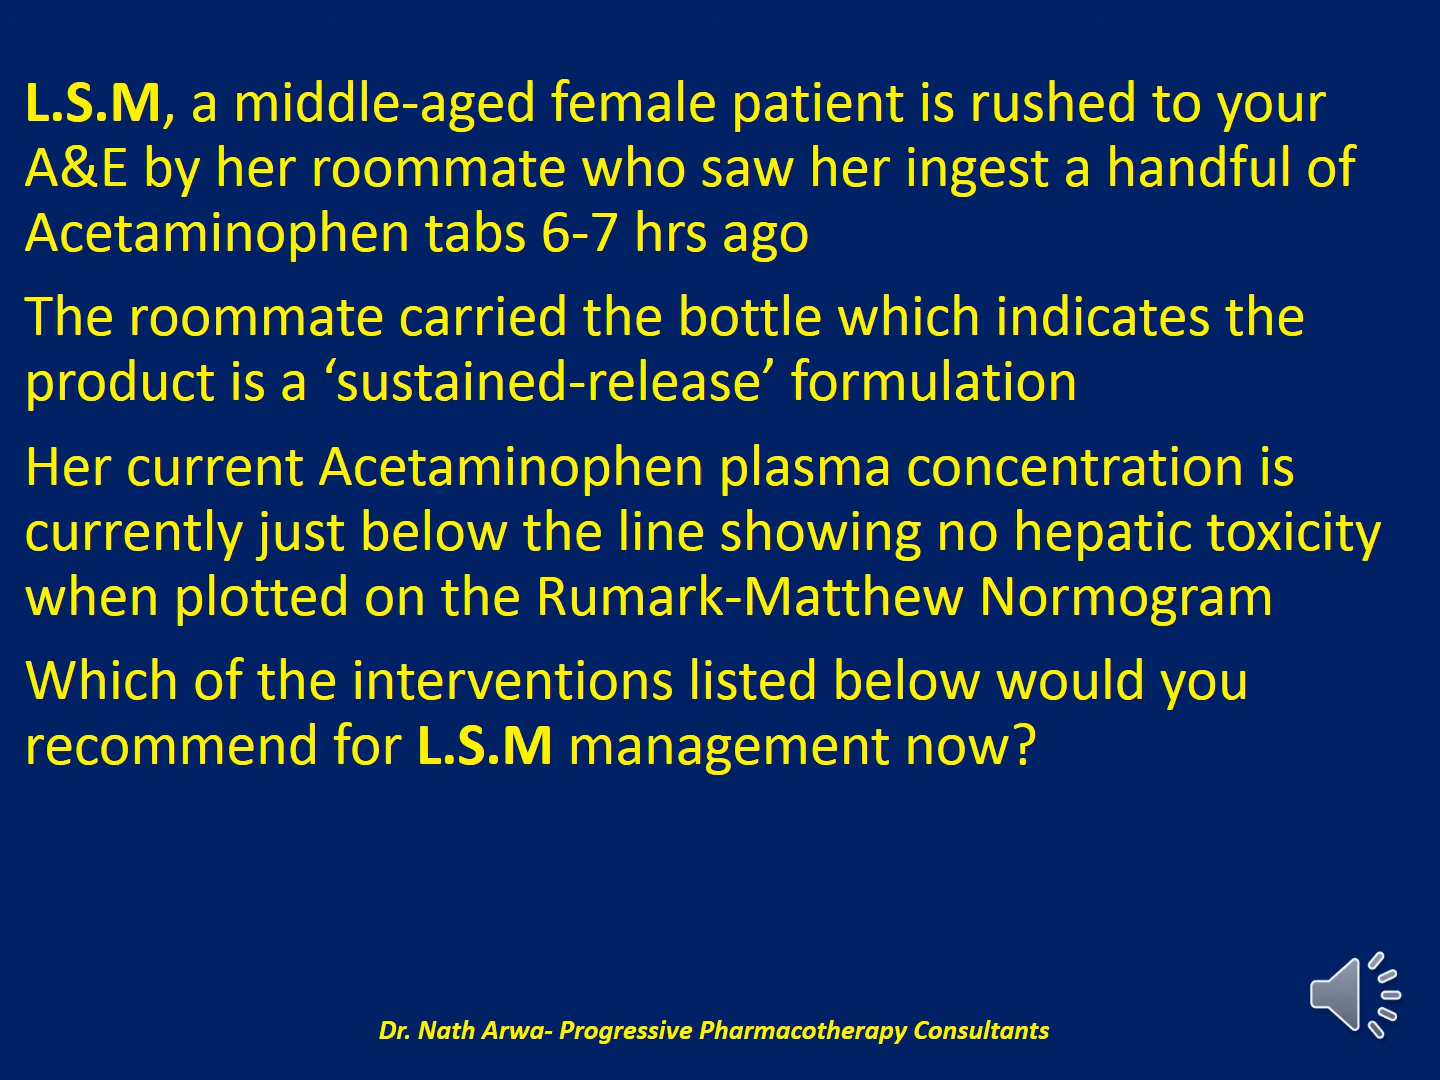 L.S.M, a middle-aged female patient is rushed to your
A&E by her roommate who saw her ingest a handful of
Acetaminophen tabs 6-7 hrs ago
The roommate carried the bottle which indicates the
product is a ‘sustained-release’ formulation
Her current Acetaminophen plasma concentration is
currently just below the line showing no hepatic toxicity
when plotted on the Rumark-Matthew Normogram
Which of the interventions listed below would you
recommend for L.S.M management now?
Dr. Nath Arwa- Progressive Pharmacotherapy Consultants